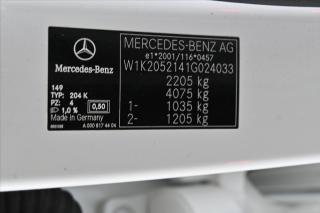 MERCEDES-BENZ AG
e1*2001/116*0457
W1K2052141G024033
2205 kg
4075 kg
1- 1035 kg
2- 1205 kg
Mercedes-Benz
149
TYP: 204 K
PZ: 4
1,0 % 0,50
Made in Germany
A 000 817 44 04